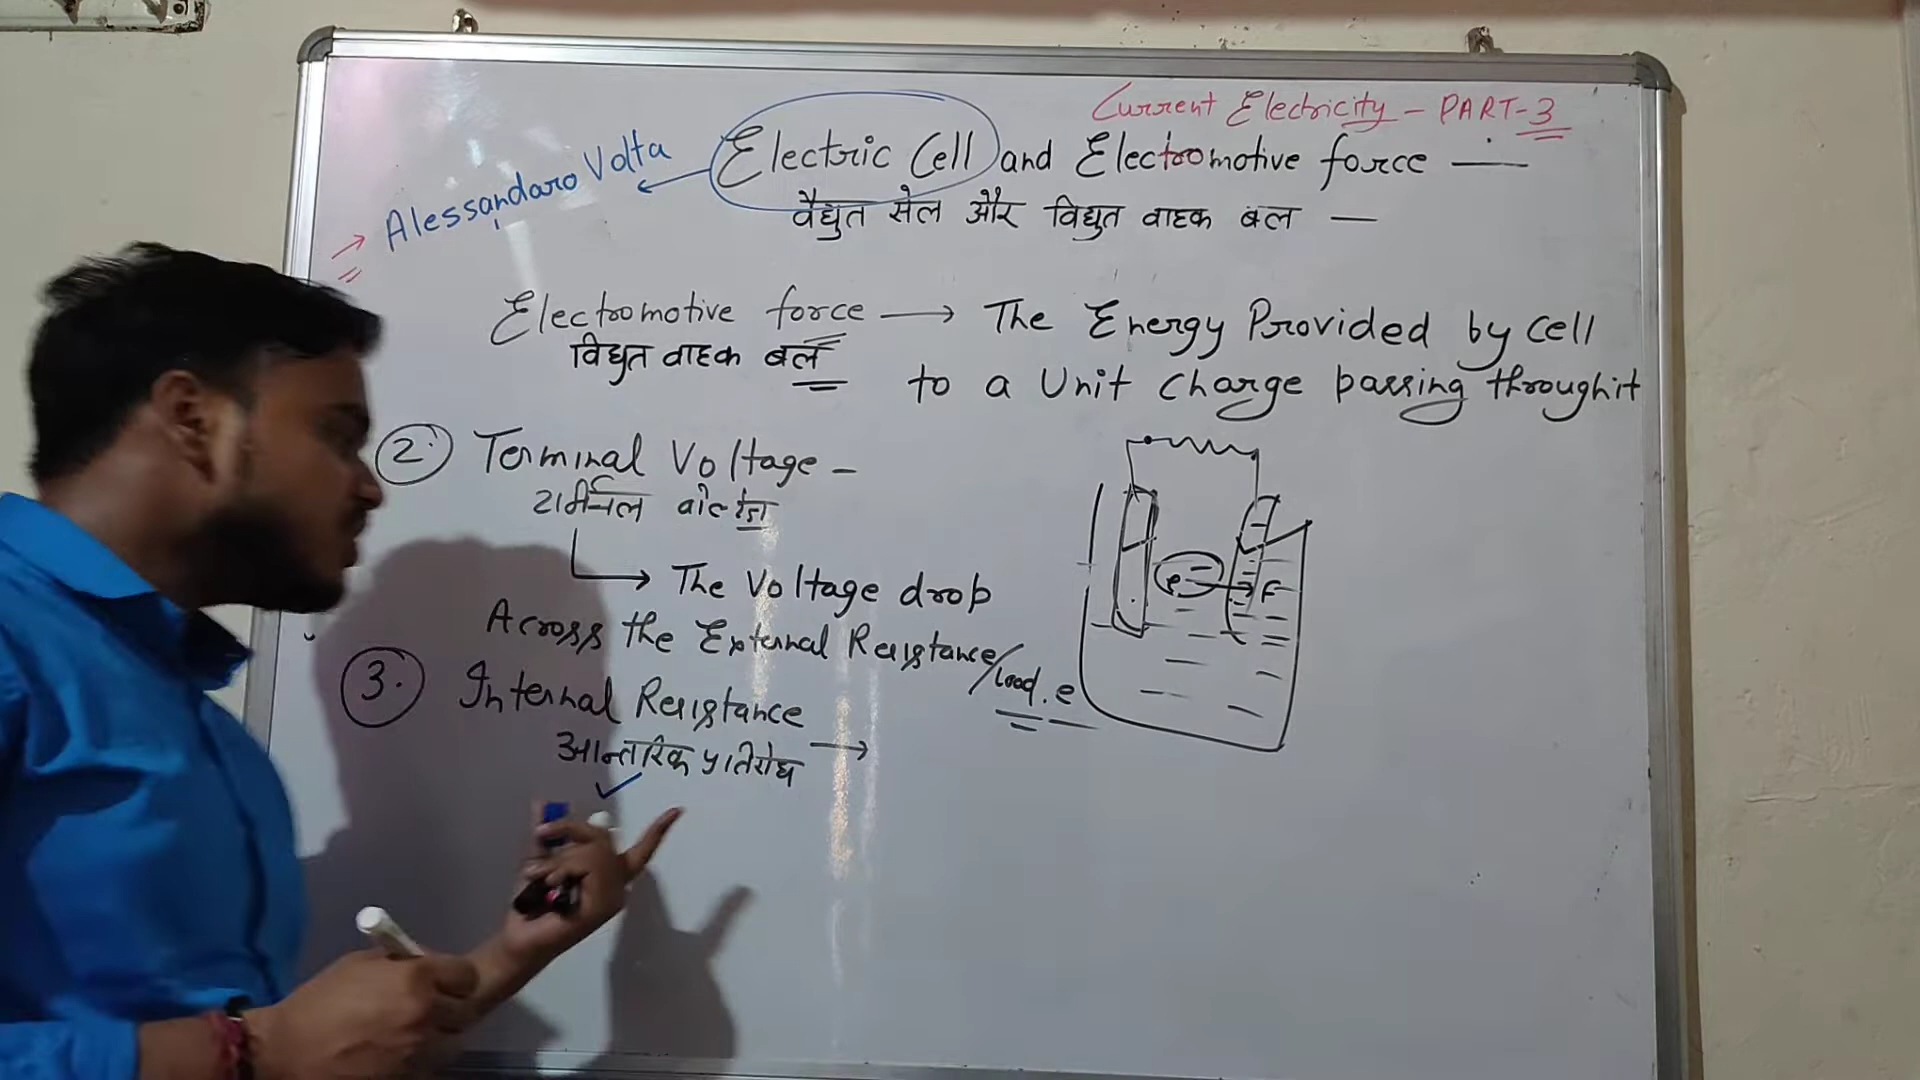 Current Electricity - PART-3
Electric Cell and Electromotive force —
Alessandaro Volta
वैद्युत सेल और विद्युत वाहक बल —
Electromotive force → The Energy Provided by Cell
विद्युत वाहक बल
to a Unit Charge passing through it
2. Terminal Voltage -
टर्मिनल वोल्टेज
→ The Voltage drop
Across the External Resistance/load.e
3. Internal Resistance
आन्तरिक प्रतिरोध →
e
F